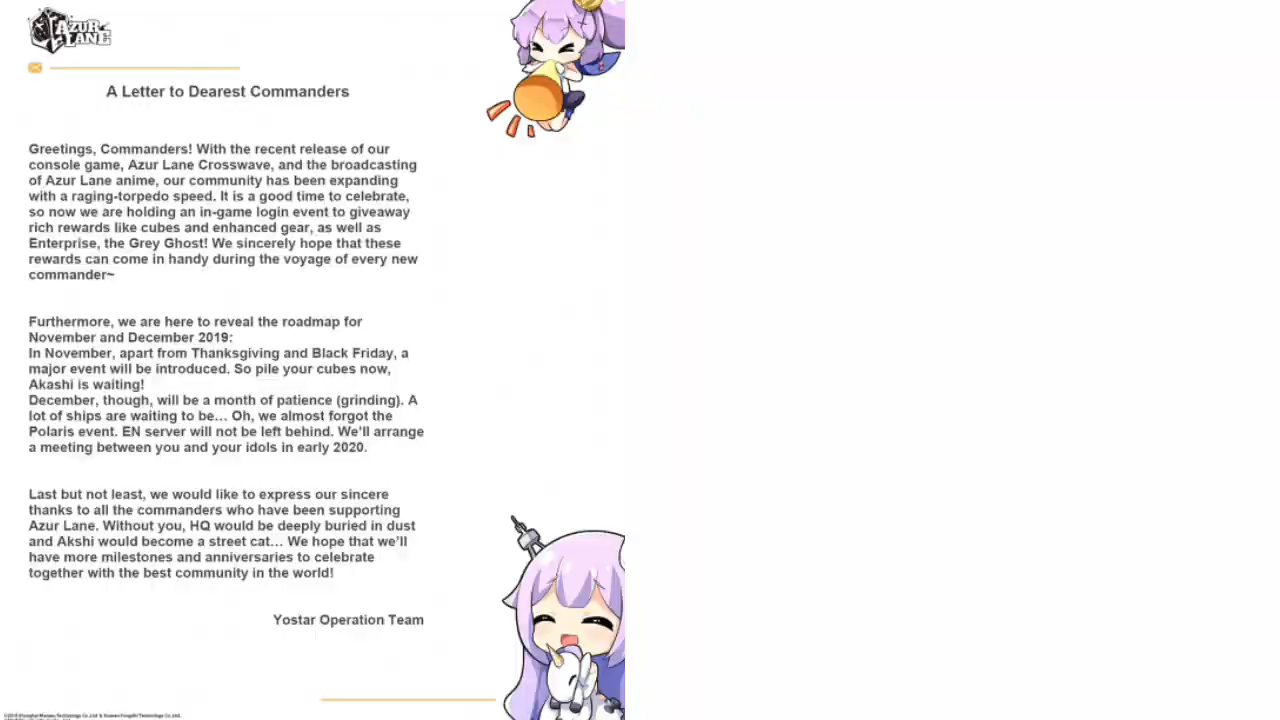 AZUR
LANE
A Letter to Dearest Commanders
Greetings, Commanders! With the recent release of our
console game, Azur Lane Crosswave, and the broadcasting
of Azur Lane anime, our community has been expanding
with a raging-torpedo speed. It is a good time to celebrate,
so now we are holding an in-game login event to giveaway
rich rewards like cubes and enhanced gear, as well as
Enterprise, the Grey Ghost! We sincerely hope that these
rewards can come in handy during the voyage of every new
commander~
Furthermore, we are here to reveal the roadmap for
November and December 2019:
In November, apart from Thanksgiving and Black Friday, a
major event will be introduced. So pile your cubes now,
Akashi is waiting!
December, though, will be a month of patience (grinding). A
lot of ships are waiting to be... Oh, we almost forgot the
Polaris event. EN server will not be left behind. We'll arrange
a meeting between you and your idols in early 2020.
Last but not least, we would like to express our sincere
thanks to all the commanders who have been supporting
Azur Lane. Without you, HQ would be deeply buried in dust
and Akshi would become a street cat... We hope that we'll
have more milestones and anniversaries to celebrate
together with the best community in the world!
Yostar Operation Team